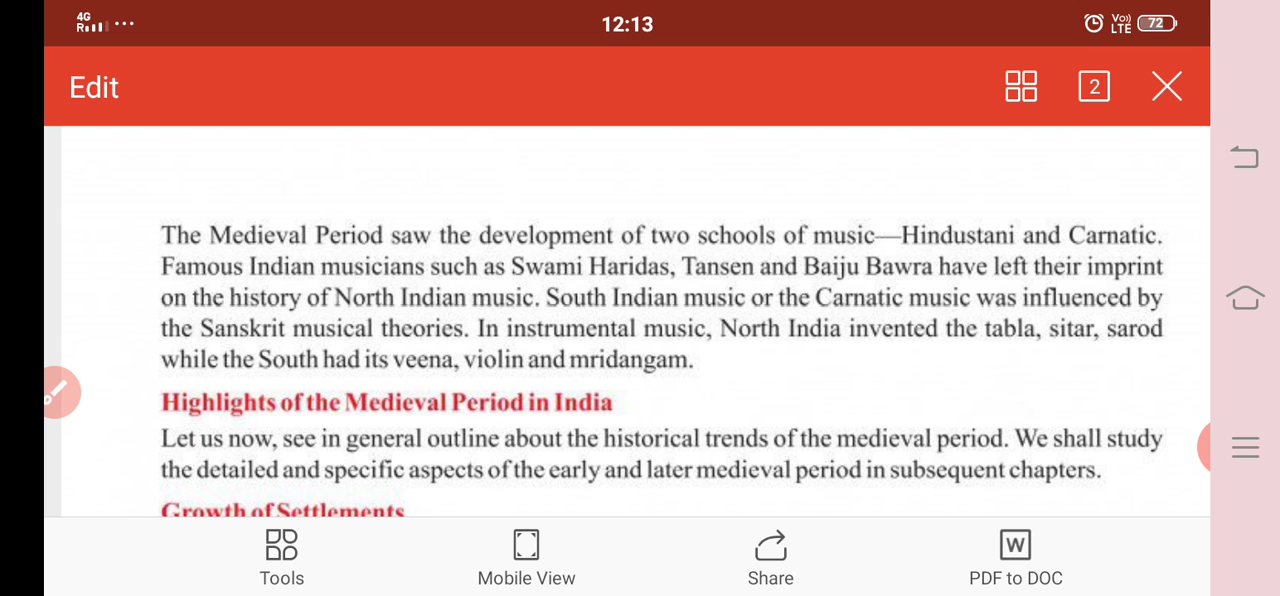 4G
R
12:13
Vo))
LTE
72
Edit
2
The Medieval Period saw the development of two schools of music—Hindustani and Carnatic.
Famous Indian musicians such as Swami Haridas, Tansen and Baiju Bawra have left their imprint
on the history of North Indian music. South Indian music or the Carnatic music was influenced by
the Sanskrit musical theories. In instrumental music, North India invented the tabla, sitar, sarod
while the South had its veena, violin and mridangam.
Highlights of the Medieval Period in India
Let us now, see in general outline about the historical trends of the medieval period. We shall study
the detailed and specific aspects of the early and later medieval period in subsequent chapters.
Growth of Settlements
W
Tools
Mobile View
Share
PDF to DOC